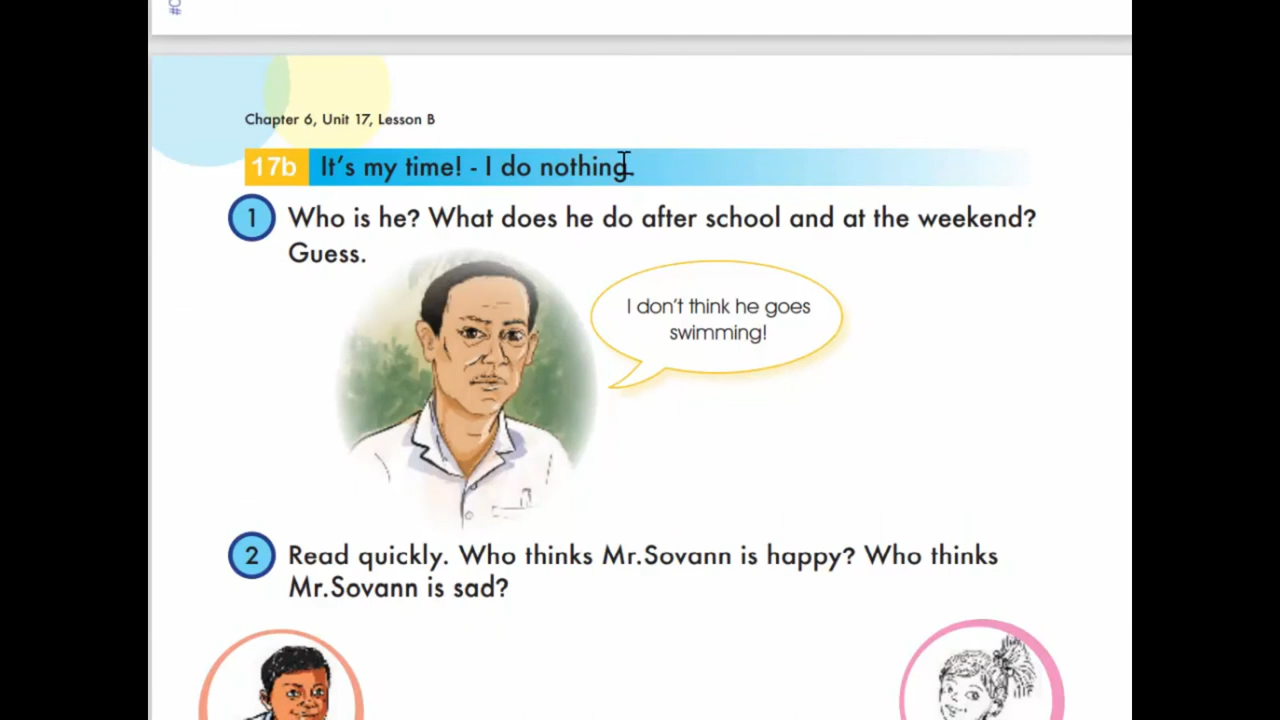 Chapter 6, Unit 17, Lesson B
17b It's my time! - I do nothing.
1 Who is he? What does he do after school and at the weekend?
Guess.
I don't think he goes
swimming!
2 Read quickly. Who thinks Mr.Sovann is happy? Who thinks
Mr.Sovann is sad?